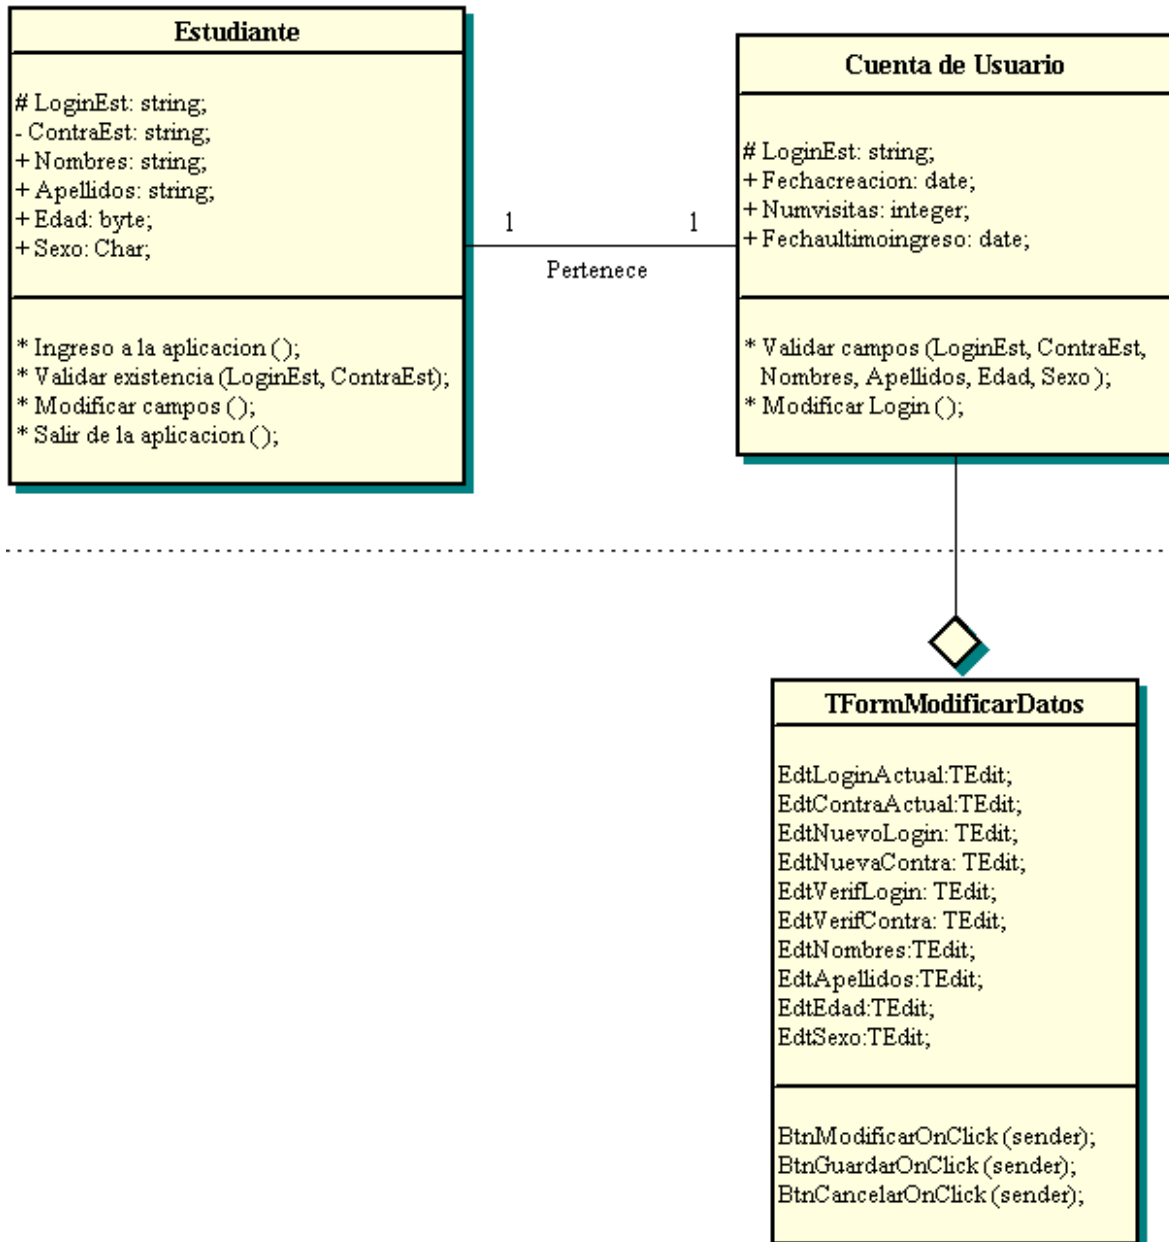 Estudiante
# LoginEst: string;
- ContraEst: string;
+ Nombres: string;
+ Apellidos: string;
+ Edad: byte;
+ Sexo: Char;
* Ingreso a la aplicacion ();
* Validar existencia (LoginEst, ContraEst);
* Modificar campos ();
* Salir de la aplicacion ();
1
1
Pertenece
Cuenta de Usuario
# LoginEst: string;
+ Fechacreacion: date;
+ Numvisitas: integer;
+ Fechaultimoingreso: date;
* Validar campos (LoginEst, ContraEst,
Nombres, Apellidos, Edad, Sexo );
* Modificar Login ();
TFormModificarDatos
EdtLoginActual:TEdit;
EdtContraActual:TEdit;
EdtNuevoLogin: TEdit;
EdtNuevaContra: TEdit;
EdtVerifLogin: TEdit;
EdtVerifContra: TEdit;
EdtNombres:TEdit;
EdtApellidos:TEdit;
EdtEdad:TEdit;
EdtSexo:TEdit;
BtnModificarOnClick (sender);
BtnGuardarOnClick (sender);
BtnCancelarOnClick (sender);